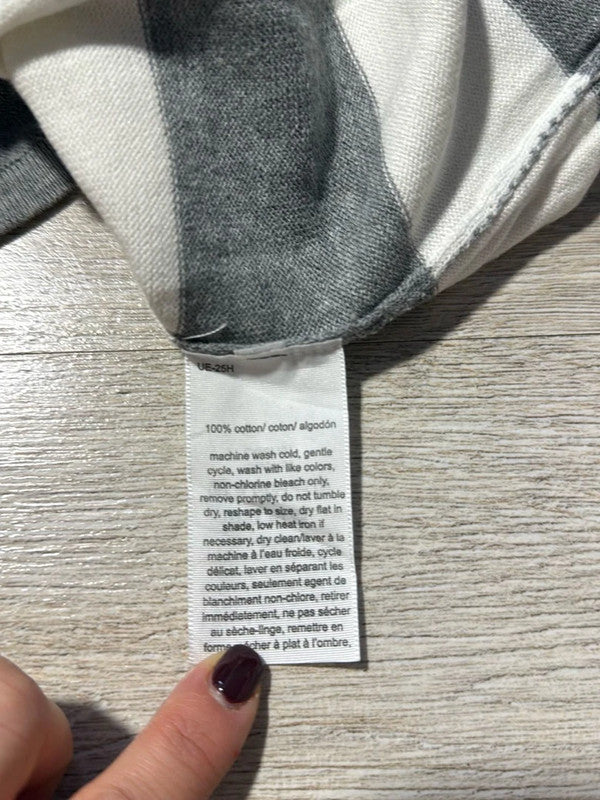 UE-25H
100% cotton/ coton/ algodón
machine wash cold, gentle
cycle, wash with like colors,
non-chlorine bleach only,
remove promptly, do not tumble
dry, reshape to size, dry flat in
shade, low heat iron if
necessary, dry clean/laver à la
machine à l'eau froide, cycle
délicat, laver en séparant les
couleurs, seulement agent de
blanchiment non-chlore, retirer
immédiatement, ne pas sécher
au sèche-linge, remettre en
à plat à l'ombre,